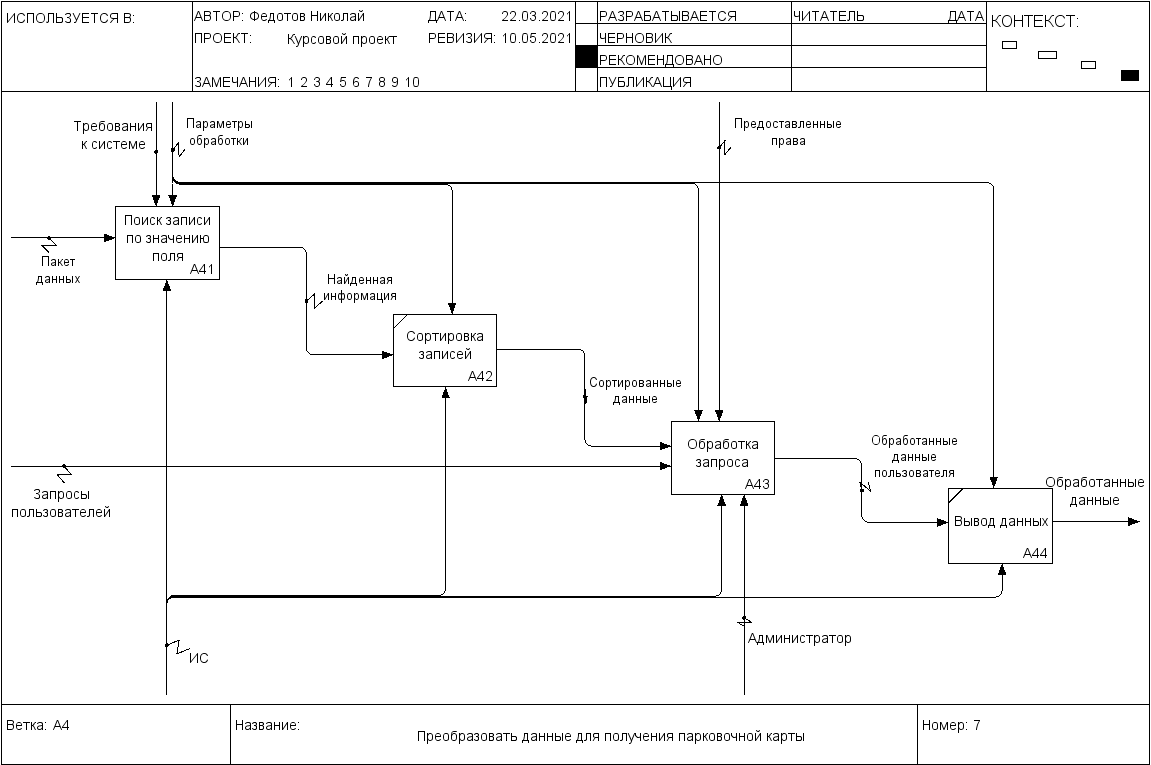 ИСПОЛЬЗУЕТСЯ В:
АВТОР: Федотов Николай
ДАТА: 22.03.2021
ПРОЕКТ: Курсовой проект
РЕВИЗИЯ: 10.05.2021
ЗАМЕЧАНИЯ: 1 2 3 4 5 6 7 8 9 10
РАЗРАБАТЫВАЕТСЯ
ЧЕРНОВИК
РЕКОМЕНДОВАНО
ПУБЛИКАЦИЯ
ЧИТАТЕЛЬ
ДАТА
КОНТЕКСТ:
Требования
к системе
Параметры
обработки
Предоставленные
права
Поиск записи
по значению
поля
A41
Пакет
данных
Найденная
информация
Сортировка
записей
A42
Сортированные
данные
Обработка
запроса
A43
Запросы
пользователей
Обработанные
данные
пользователя
Вывод данных
A44
Обработанные
данные
ИС
Администратор
Ветка: A4
Название:
Преобразовать данные для получения парковочной карты
Номер: 7